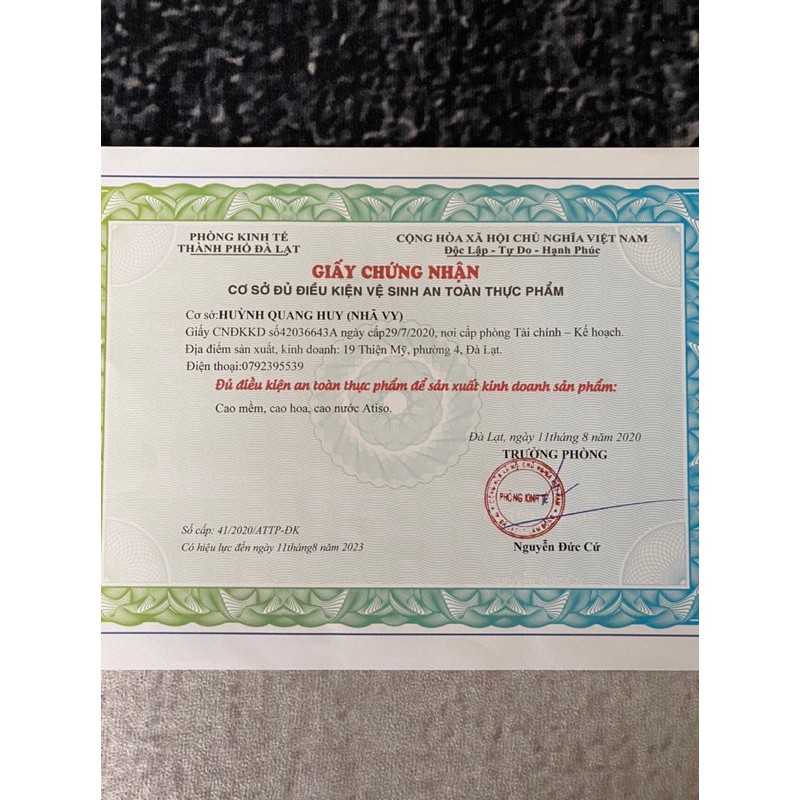 PHÒNG KINH TẾ
THÀNH PHỐ ĐÀ LẠT
CỘNG HÒA XÃ HỘI CHỦ NGHĨA VIỆT NAM
Độc Lập - Tự Do - Hạnh Phúc
GIẤY CHỨNG NHẬN
CƠ SỞ ĐỦ ĐIỀU KIỆN VỆ SINH AN TOÀN THỰC PHẨM
Cơ sở:HUỲNH QUANG HUY (NHÃ VY)
Giấy CNĐKKD số42036643A ngày cấp29/7/2020, nơi cấp phòng Tài chính – Kế hoạch.
Địa điểm sản xuất, kinh doanh: 19 Thiện Mỹ, phường 4, Đà Lạt.
Điện thoại:0792395539
Đủ điều kiện an toàn thực phẩm để sản xuất kinh doanh sản phẩm:
Cao mềm, cao hoa, cao nước Atiso.
Đà Lạt, ngày 11tháng 8 năm 2020
TRƯỞNG PHÒNG
PHÒNG KINH TẾ
Số cấp: 41/2020/ATTP-ĐK
Có hiệu lực đến ngày 11tháng8 năm 2023
Nguyễn Đức Cứ